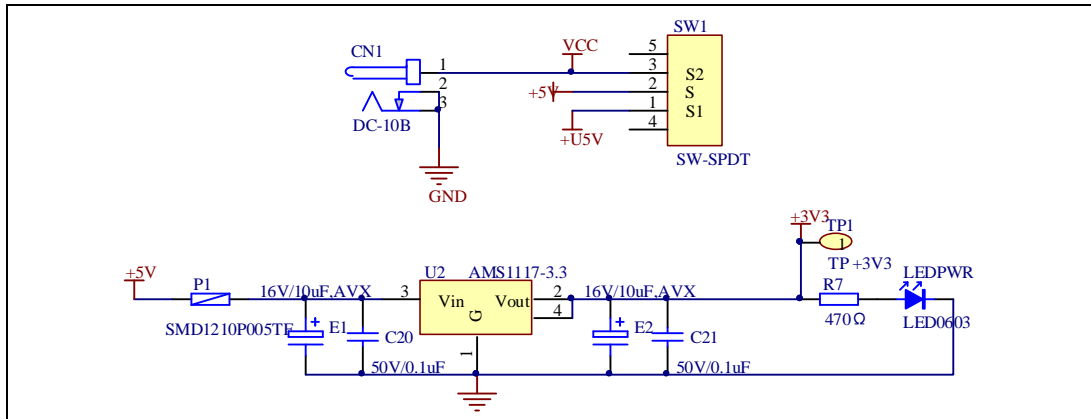 SW1
VCC
CN1
5
1
3
S2
2
+5V
2
S
3
1
S1
DC-10B
4
+U5V
SW-SPDT
GND
+3V3
TP1
1
+5V
P1
U2
AMS1117-3.3
TP +3V3
LEDPWR
R7
16V/10uF,AVX
3
Vin
Vout
2
16V/10uF,AVX
4
G
SMD1210P005TF
+
E1
C20
1
+
E2
C21
470Ω
LED0603
50V/0.1uF
50V/0.1uF